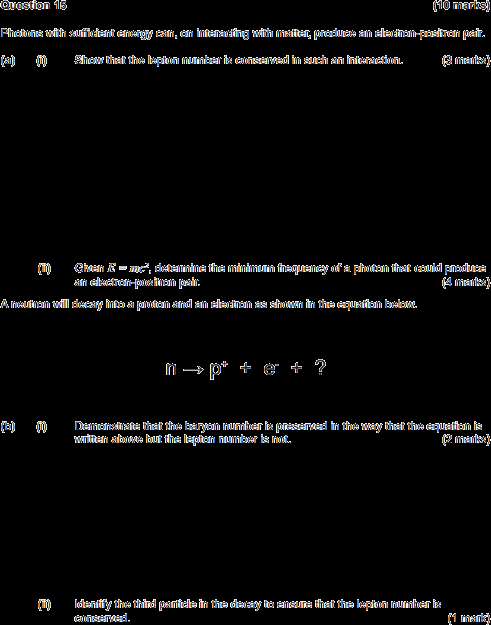 Question 15 (10 marks)
Photons with sufficient energy can, on interacting with matter, produce an electron-positron pair.
(a) (i) Show that the lepton number is conserved in such an interaction. (3 marks)
(ii) Given E = mc², determine the minimum frequency of a photon that could produce
an electron-positron pair. (4 marks)
A neutron will decay into a proton and an electron as shown in the equation below.
n → p⁺ + e⁻ + ?
(b) (i) Demonstrate that the baryon number is preserved in the way that the equation is
written above but the lepton number is not. (2 marks)
(ii) Identify the third particle in the decay to ensure that the lepton number is
conserved. (1 mark)